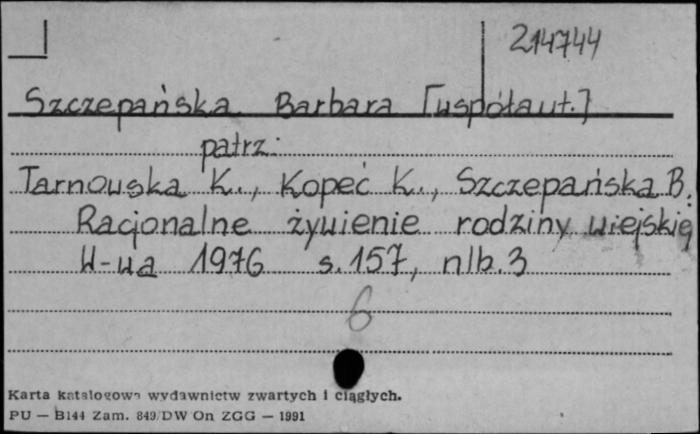 214744
Szczepańska Barbara [współaut.]
patrz:
Tarnowska K., Kopeć K., Szczepańska B.:
Racjonalne żywienie rodziny wiejskiej
W-wa 1976 s. 157, nlb. 3
6
Karta katalogowa wydawnictw zwartych i ciągłych.
PU — B144 Zam. 849/DW On ZGG — 1991